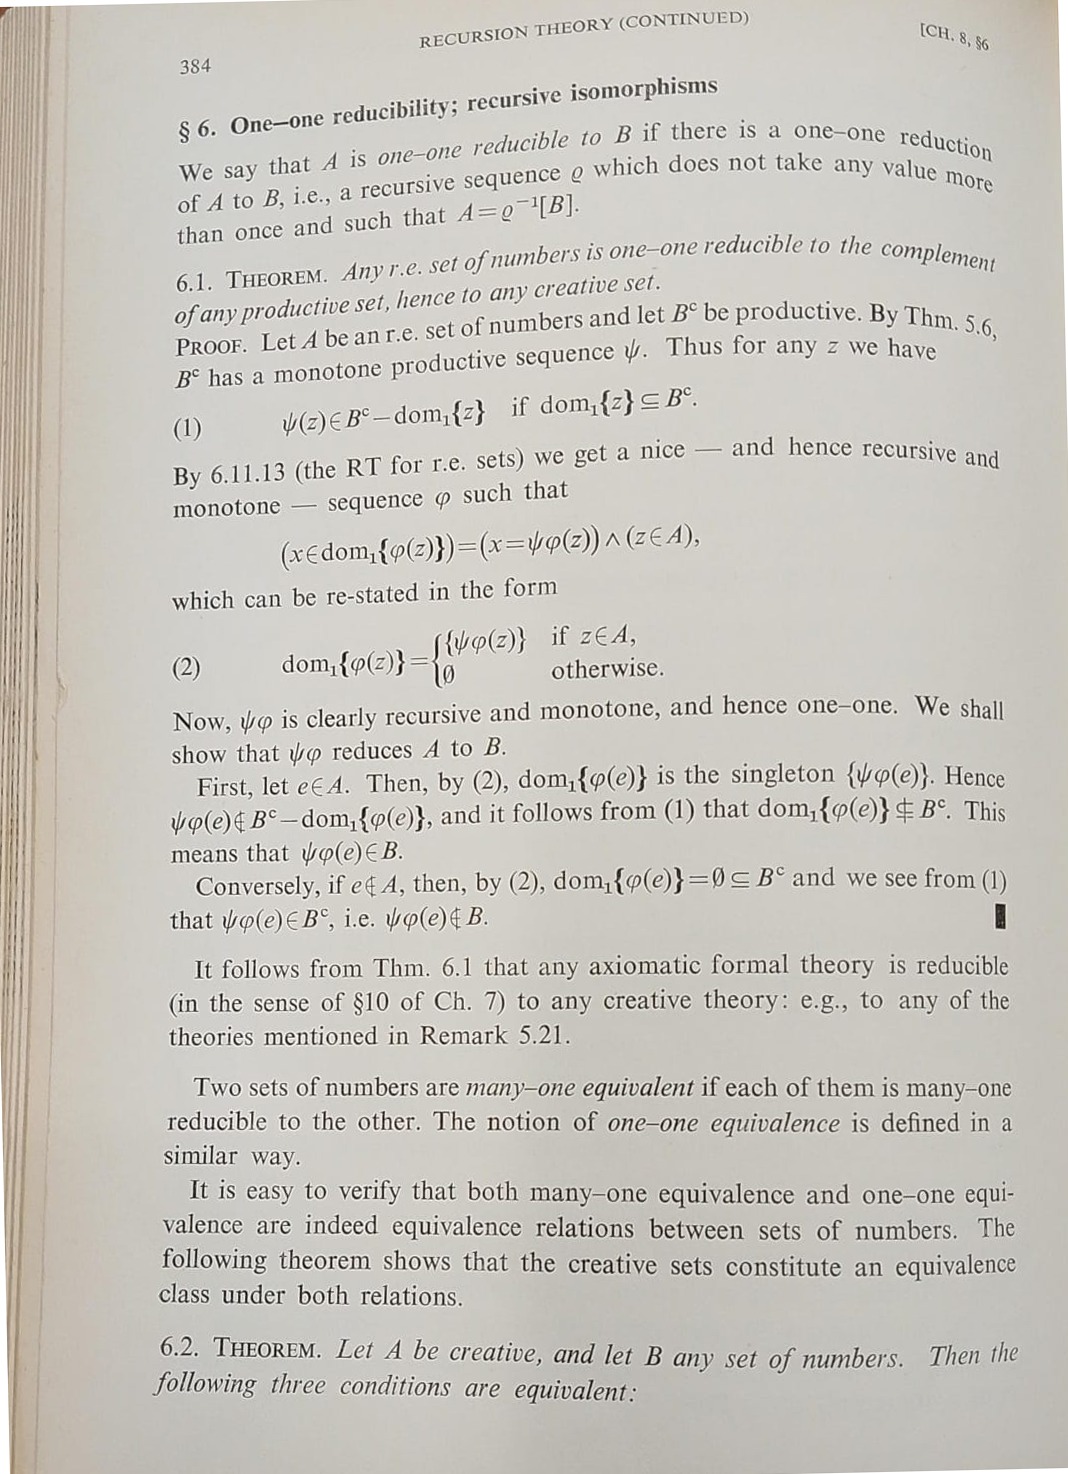 RECURSION THEORY (CONTINUED)
[CH. 8, §6
384
§ 6. One–one reducibility; recursive isomorphisms
We say that A is one–one reducible to B if there is a one–one reduction
of A to B, i.e., a recursive sequence ϱ which does not take any value more
than once and such that A=ϱ⁻¹[B].
6.1. THEOREM. Any r.e. set of numbers is one–one reducible to the complement
of any productive set, hence to any creative set.
PROOF. Let A be an r.e. set of numbers and let Bᶜ be productive. By Thm. 5.6,
Bᶜ has a monotone productive sequence ψ. Thus for any z we have
(1) ψ(z)∈Bᶜ−dom₁{z} if dom₁{z}⊆Bᶜ.
By 6.11.13 (the RT for r.e. sets) we get a nice — and hence recursive and
monotone — sequence φ such that
(x∈dom₁{φ(z)})=(x=ψφ(z))∧(z∈A),
which can be re-stated in the form
(2) dom₁{φ(z)}={{ψφ(z)} if z∈A,
∅ otherwise.
Now, ψφ is clearly recursive and monotone, and hence one–one. We shall
show that ψφ reduces A to B.
First, let e∈A. Then, by (2), dom₁{φ(e)} is the singleton {ψφ(e)}. Hence
ψφ(e)∉Bᶜ−dom₁{φ(e)}, and it follows from (1) that dom₁{φ(e)}⊈Bᶜ. This
means that ψφ(e)∈B.
Conversely, if e∉A, then, by (2), dom₁{φ(e)}=∅⊆Bᶜ and we see from (1)
that ψφ(e)∈Bᶜ, i.e. ψφ(e)∉B. ∎
It follows from Thm. 6.1 that any axiomatic formal theory is reducible
(in the sense of §10 of Ch. 7) to any creative theory: e.g., to any of the
theories mentioned in Remark 5.21.
Two sets of numbers are many–one equivalent if each of them is many–one
reducible to the other. The notion of one–one equivalence is defined in a
similar way.
It is easy to verify that both many–one equivalence and one–one equi-
valence are indeed equivalence relations between sets of numbers. The
following theorem shows that the creative sets constitute an equivalence
class under both relations.
6.2. THEOREM. Let A be creative, and let B any set of numbers. Then the
following three conditions are equivalent: